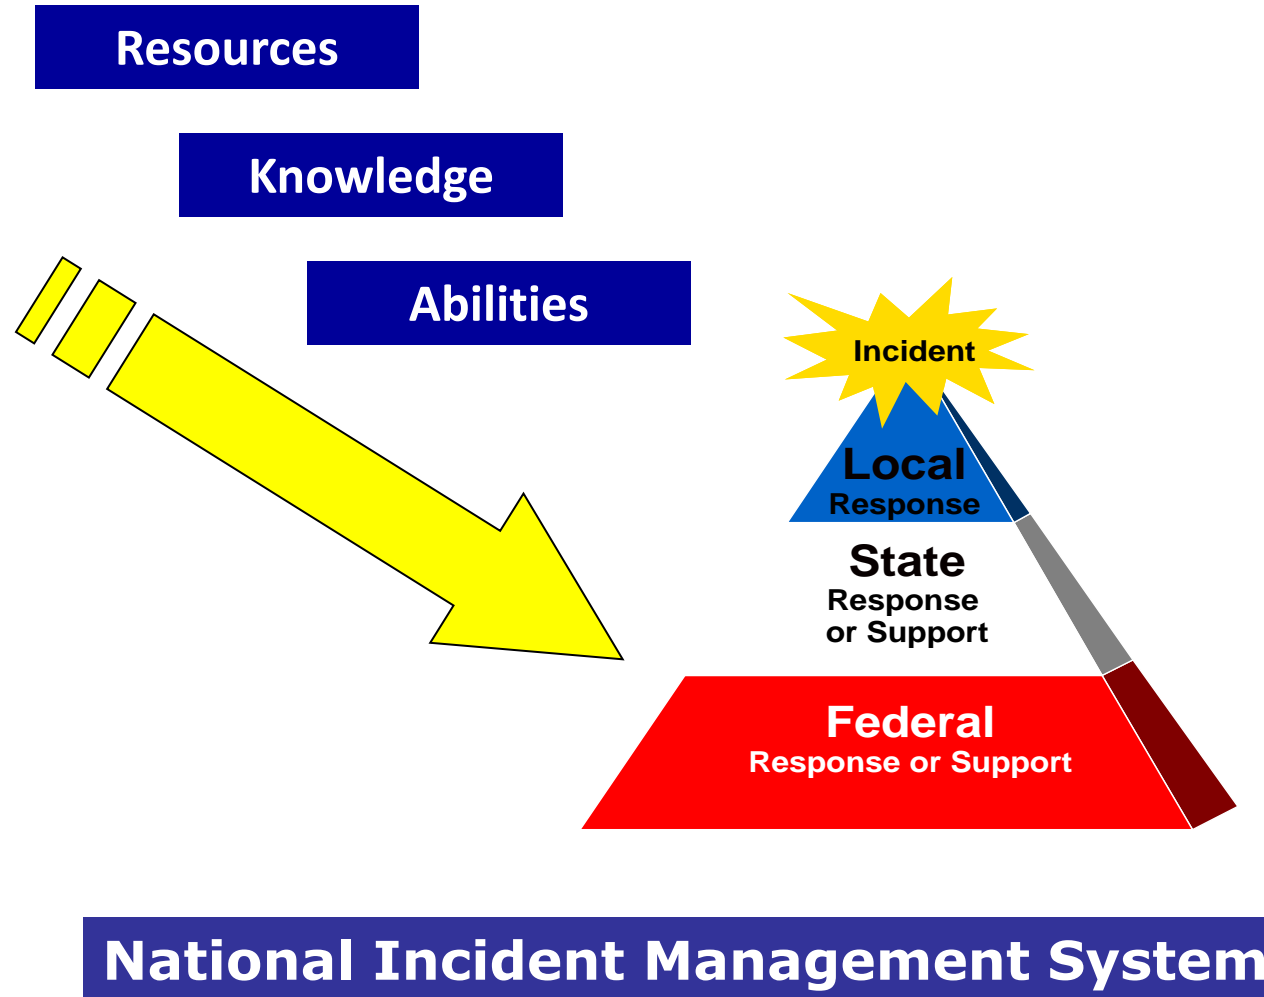 Resources
Knowledge
Abilities
Incident
Local
Response
State
Response
or Support
Federal
Response or Support
National Incident Management System